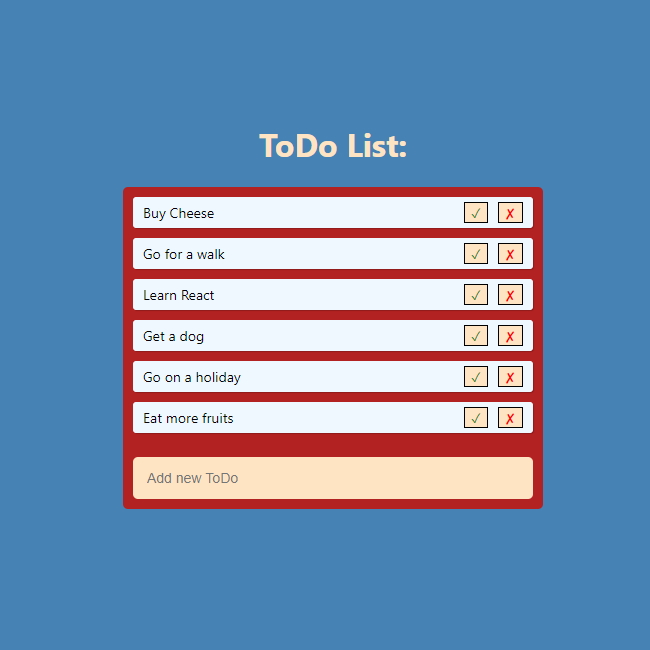 ToDo List:
Buy Cheese ✓ ✗
Go for a walk ✓ ✗
Learn React ✓ ✗
Get a dog ✓ ✗
Go on a holiday ✓ ✗
Eat more fruits ✓ ✗
Add new ToDo